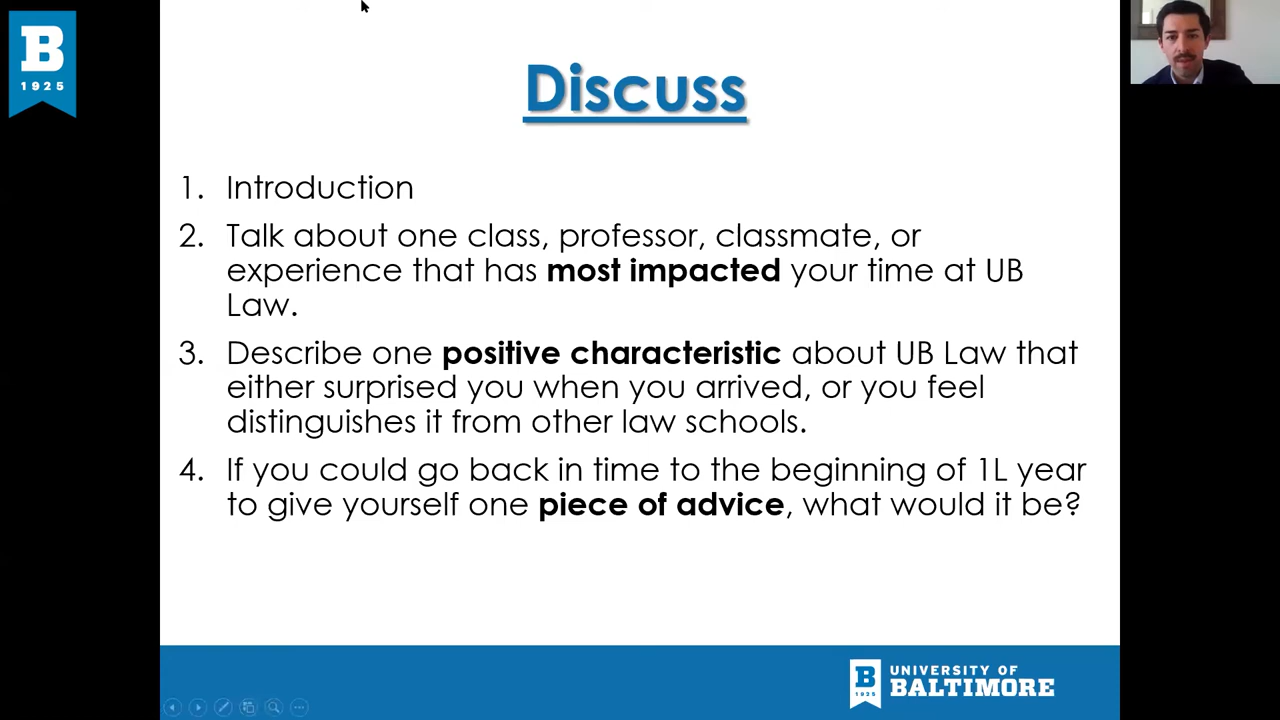 B
1925
Discuss
1. Introduction
2. Talk about one class, professor, classmate, or
experience that has most impacted your time at UB
Law.
3. Describe one positive characteristic about UB Law that
either surprised you when you arrived, or you feel
distinguishes it from other law schools.
4. If you could go back in time to the beginning of 1L year
to give yourself one piece of advice, what would it be?
B
1925
UNIVERSITY OF
BALTIMORE